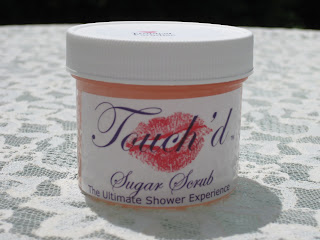 Touch'd
Sugar Scrub
The Ultimate Shower Experience